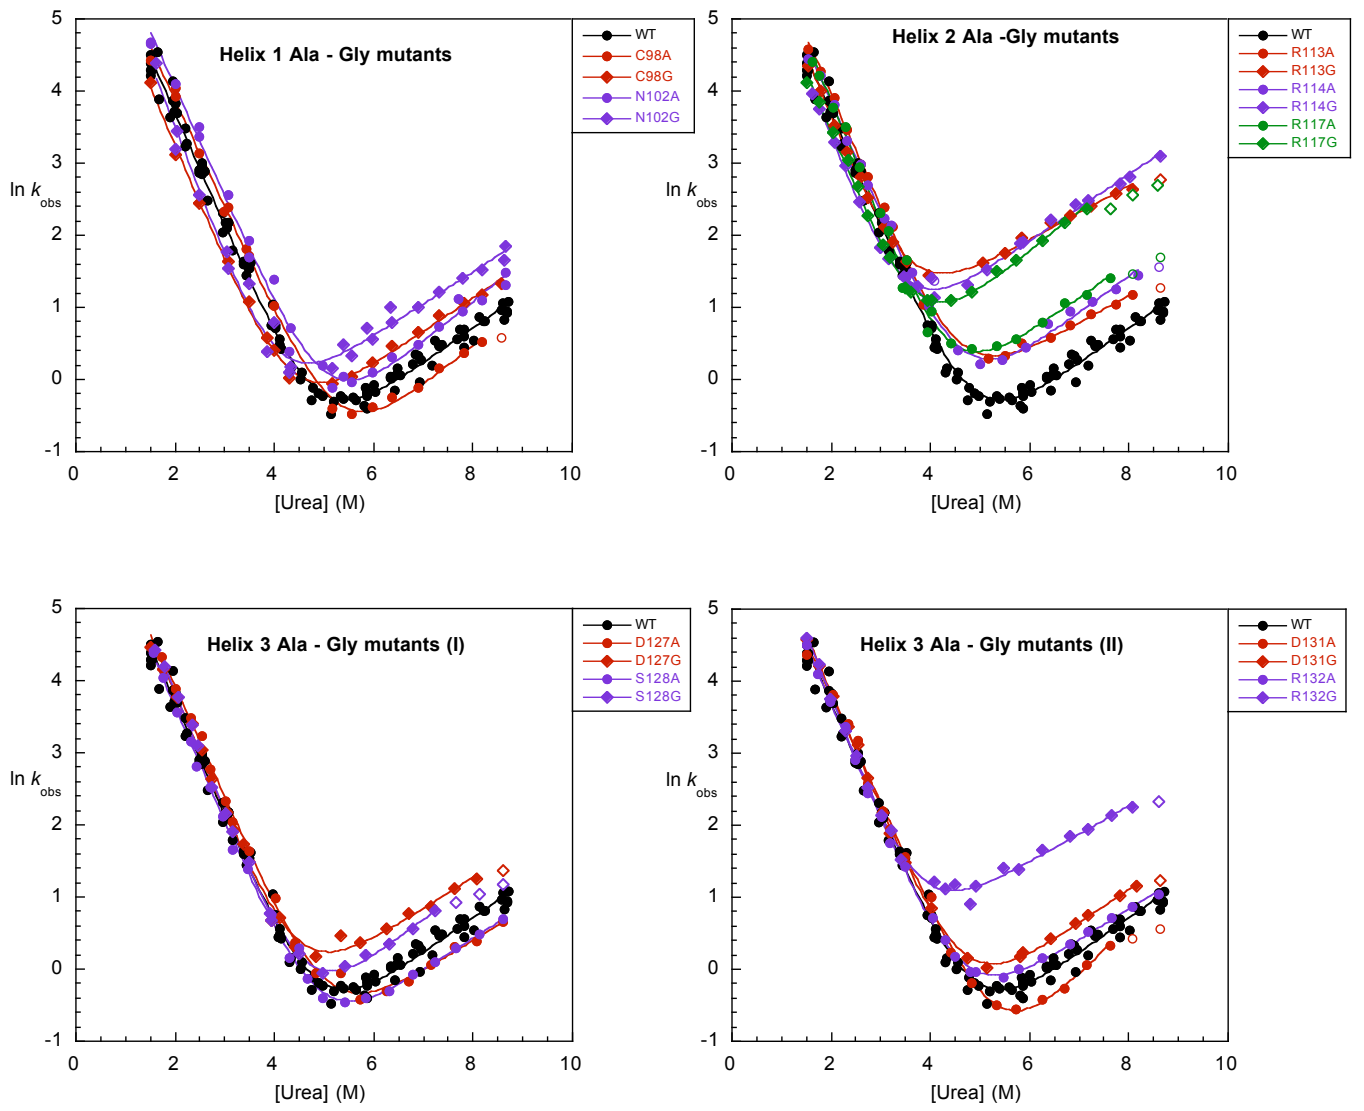 Helix 1 Ala - Gly mutants
WT
C98A
C98G
N102A
N102G
5
4
3
2
1
0
-1
ln k obs
0 2 4 6 8 10
[Urea] (M)
Helix 2 Ala -Gly mutants
WT
R113A
R113G
R114A
R114G
R117A
R117G
5
4
3
2
1
0
-1
ln k obs
0 2 4 6 8 10
[Urea] (M)
Helix 3 Ala - Gly mutants (I)
WT
D127A
D127G
S128A
S128G
5
4
3
2
1
0
-1
ln k obs
0 2 4 6 8 10
[Urea] (M)
Helix 3 Ala - Gly mutants (II)
WT
D131A
D131G
R132A
R132G
5
4
3
2
1
0
-1
ln k obs
0 2 4 6 8 10
[Urea] (M)